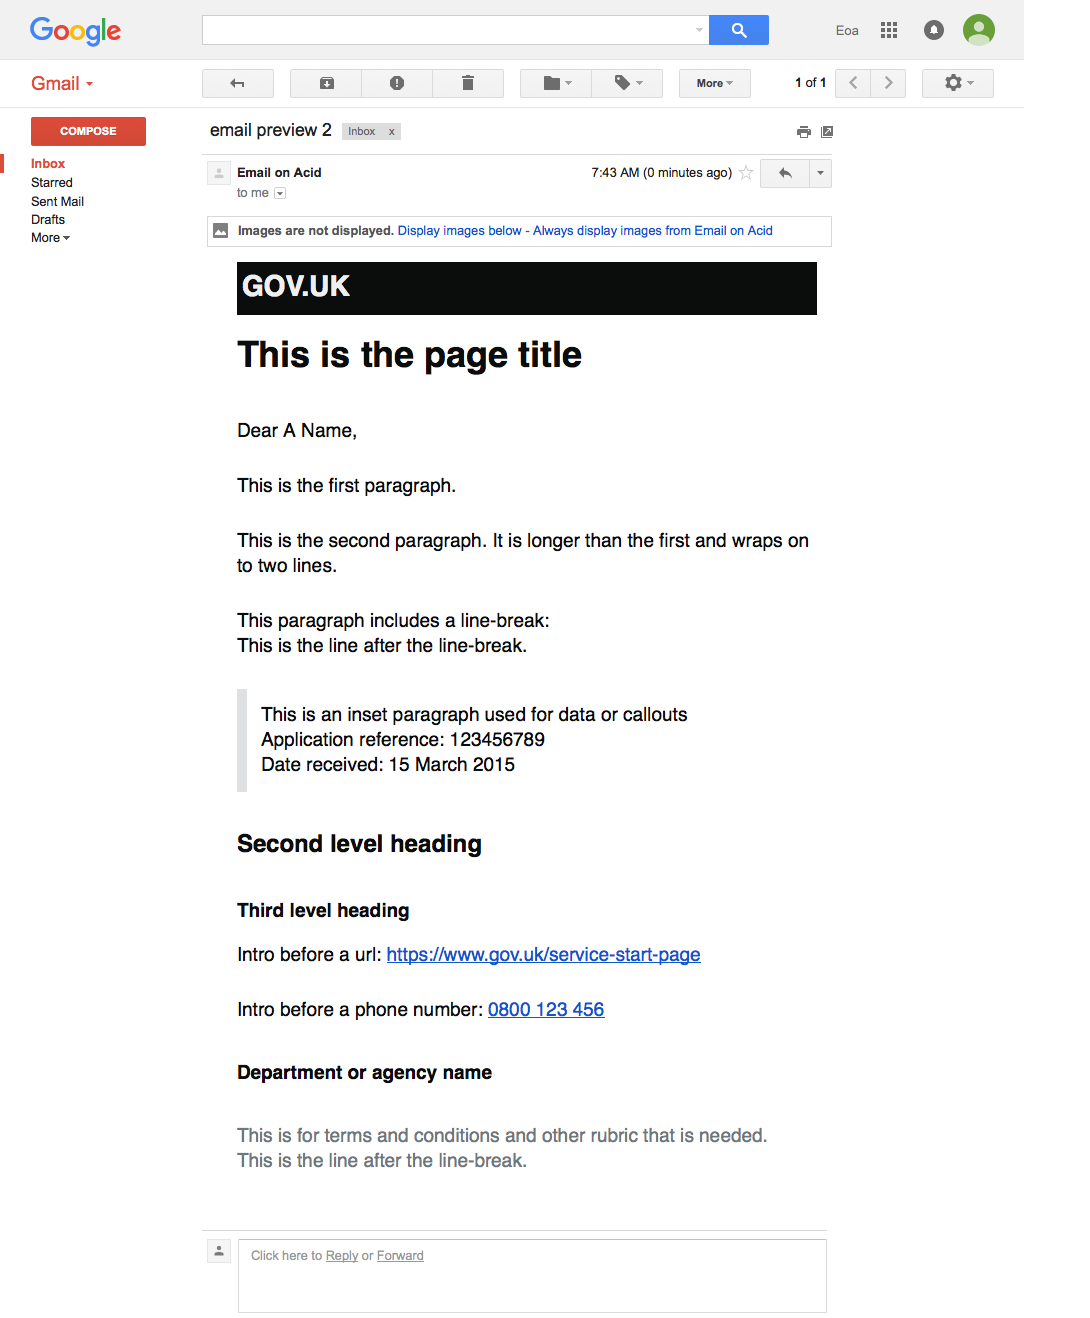 Google
Eoa
Gmail
More
1 of 1
COMPOSE
Inbox
Starred
Sent Mail
Drafts
More
email preview 2 Inbox x
Email on Acid 7:43 AM (0 minutes ago)
to me
Images are not displayed. Display images below - Always display images from Email on Acid
GOV.UK
This is the page title
Dear A Name,
This is the first paragraph.
This is the second paragraph. It is longer than the first and wraps on
to two lines.
This paragraph includes a line-break:
This is the line after the line-break.
This is an inset paragraph used for data or callouts
Application reference: 123456789
Date received: 15 March 2015
Second level heading
Third level heading
Intro before a url: https://www.gov.uk/service-start-page
Intro before a phone number: 0800 123 456
Department or agency name
This is for terms and conditions and other rubric that is needed.
This is the line after the line-break.
Click here to Reply or Forward